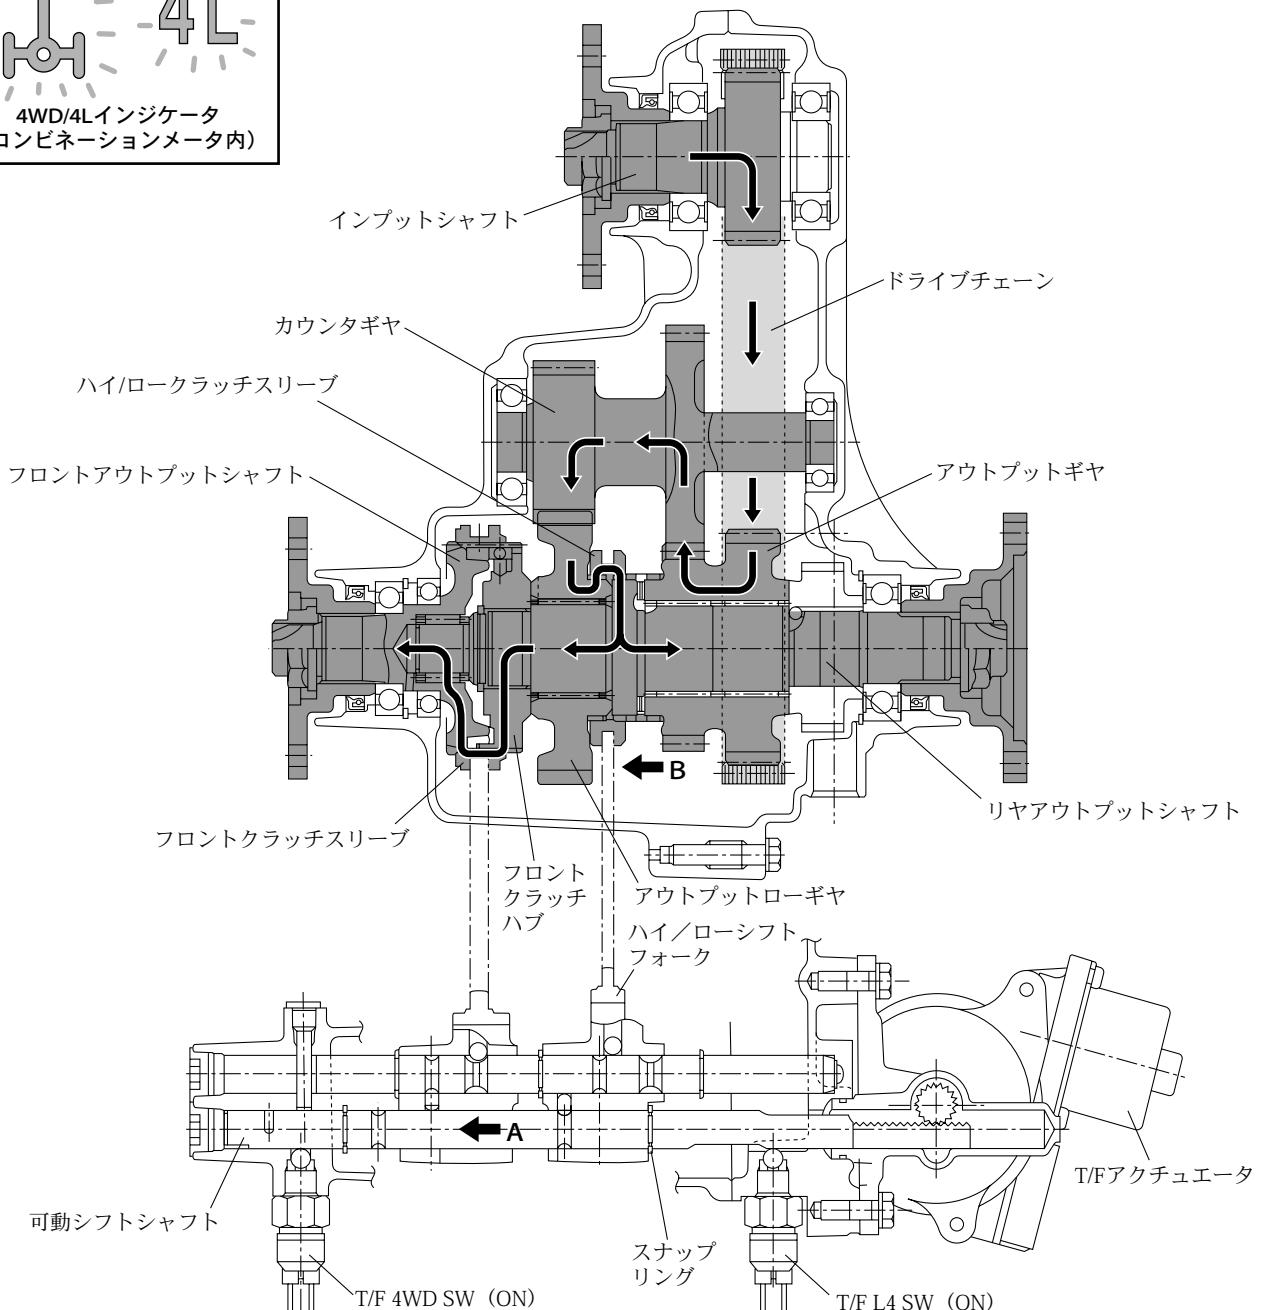 4L
4WD/4Lインジケータ
コンビネーションメータ内）
インプットシャフト
ドライブチェーン
カウンタギヤ
ハイ/ロークラッチスリーブ
フロントアウトプットシャフト
アウトプットギヤ
B
リヤアウトプットシャフト
フロントクラッチスリーブ
フロント
クラッチ
ハブ
アウトプットローギヤ
ハイ／ローシフト
フォーク
A
T/Fアクチュエータ
可動シフトシャフト
スナップ
リング
T/F 4WD SW（ON）
T/F L4 SW（ON）